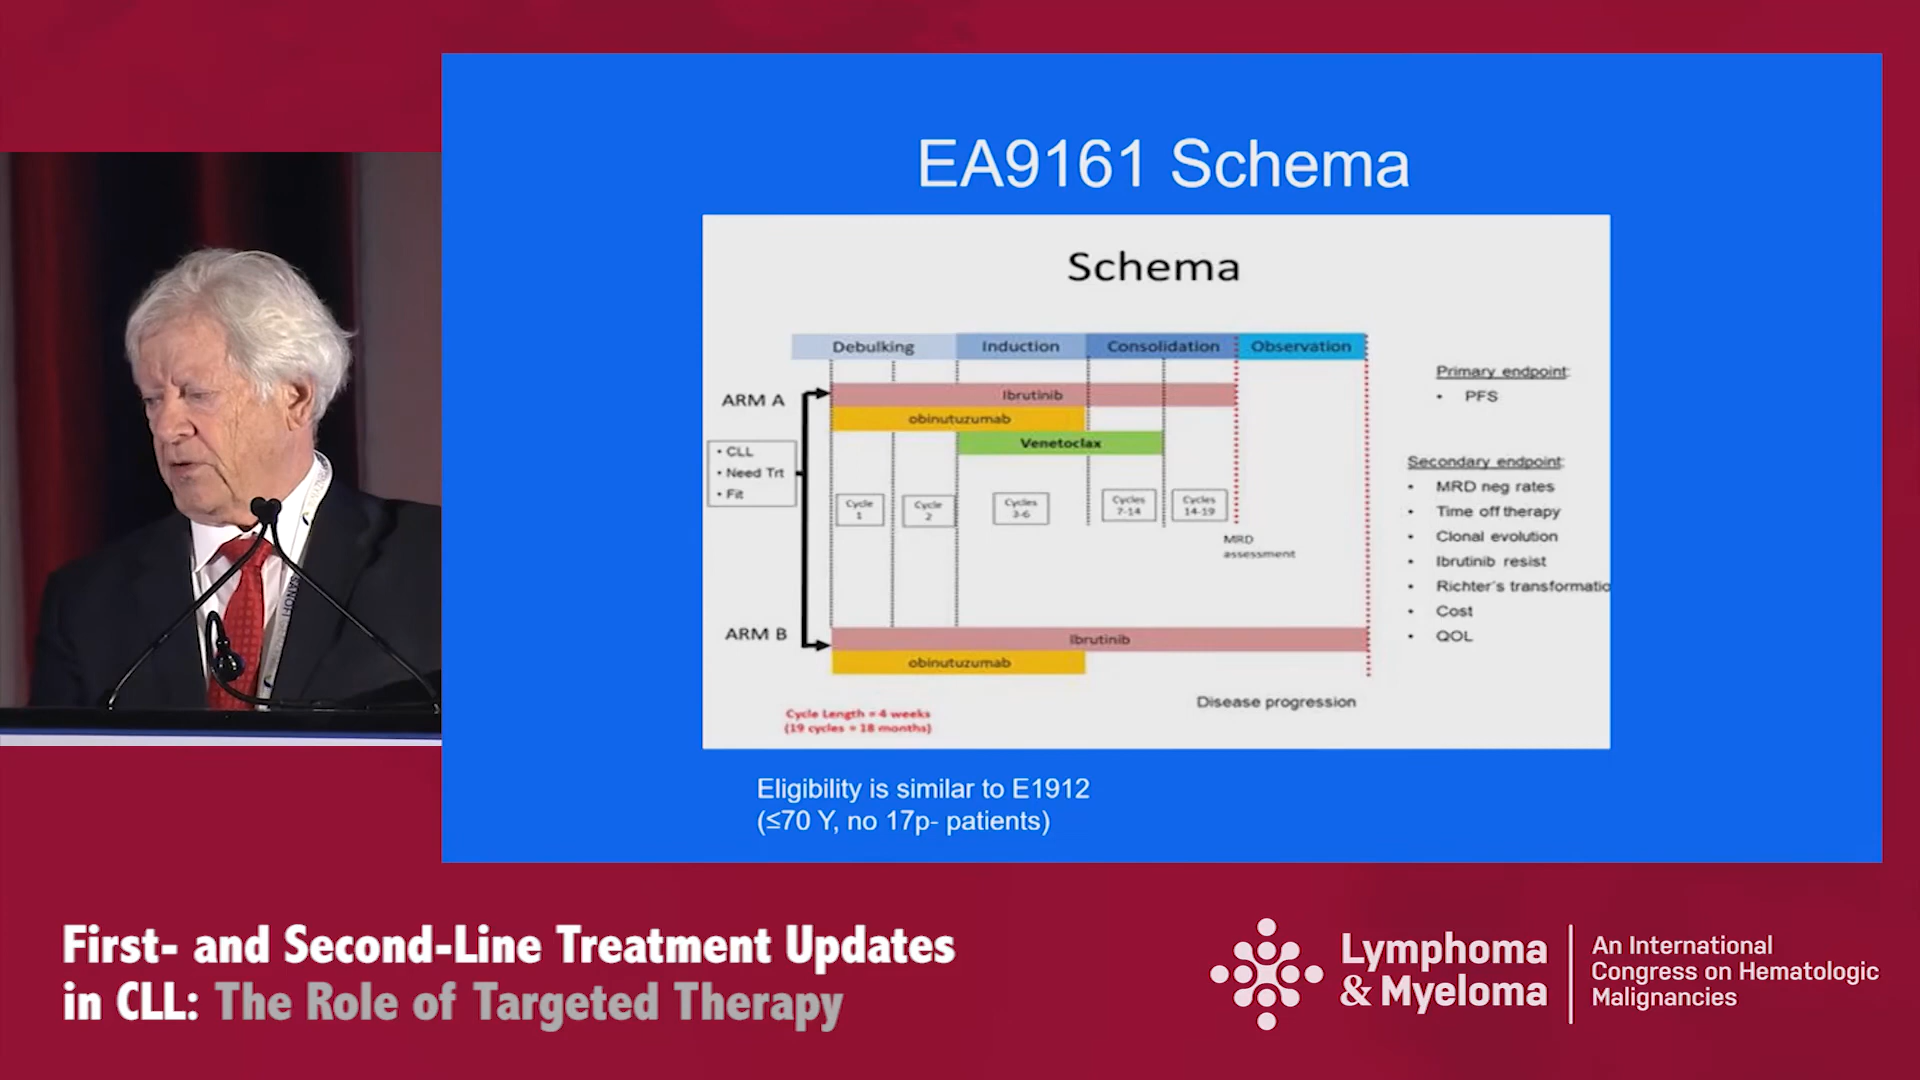 EA9161 Schema
Schema
Debulking
Induction
Consolidation
Observation
ARM A
Ibrutinib
obinutuzumab
Venetoclax
• CLL
• Need Trt
• Fit
Cycle
1
Cycle
2
Cycles
3-6
Cycles
7-14
Cycles
14-19
MRD
assessment
ARM B
Ibrutinib
obinutuzumab
Disease progression
Cycle Length = 4 weeks
(19 cycles = 18 months)
Primary endpoint:
• PFS
Secondary endpoint:
• MRD neg rates
• Time off therapy
• Clonal evolution
• Ibrutinib resist
• Richter's transformatio
• Cost
• QOL
Eligibility is similar to E1912
(≤70 Y, no 17p- patients)
SANOFI
First- and Second-Line Treatment Updates
in CLL: The Role of Targeted Therapy
Lymphoma
& Myeloma
An International
Congress on Hematologic
Malignancies